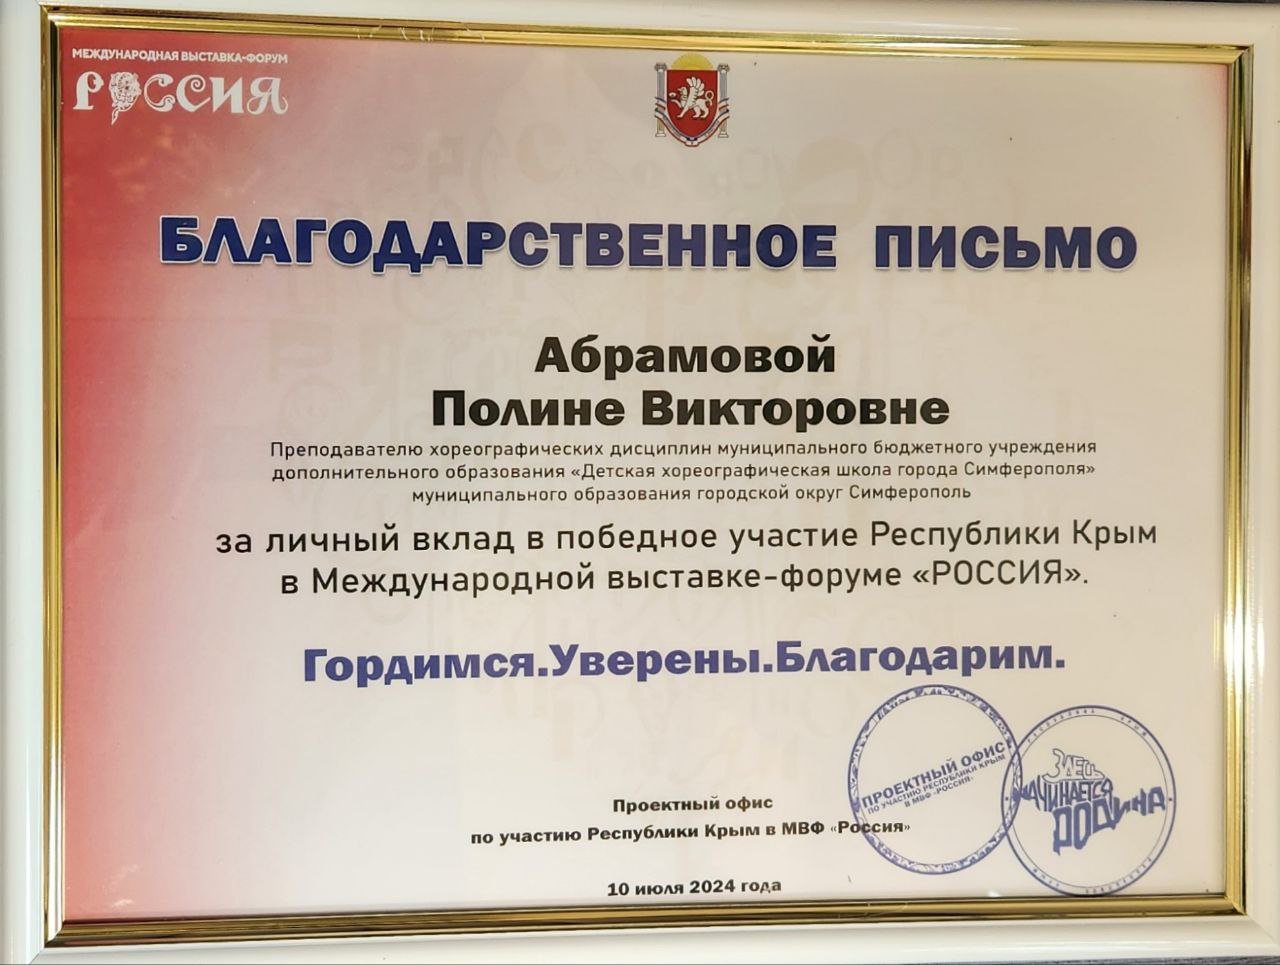 МЕЖДУНАРОДНАЯ ВЫСТАВКА-ФОРУМ
РОССИЯ
БЛАГОДАРСТВЕННОЕ ПИСЬМО
Абрамовой
Полине Викторовне
Преподавателю хореографических дисциплин муниципального бюджетного учреждения
дополнительного образования «Детская хореографическая школа города Симферополя»
муниципального образования городской округ Симферополь
за личный вклад в победное участие Республики Крым
в Международной выставке-форуме «РОССИЯ».
Гордимся.Уверены.Благодарим.
ПРОЕКТНЫЙ ОФИС
ПО УЧАСТИЮ РЕСПУБЛИКИ КРЫМ
В МВФ «РОССИЯ»
ЗДЕСЬ
НАЧИНАЕТСЯ
РОДИНА
Проектный офис
по участию Республики Крым в МВФ «Россия»
10 июля 2024 года